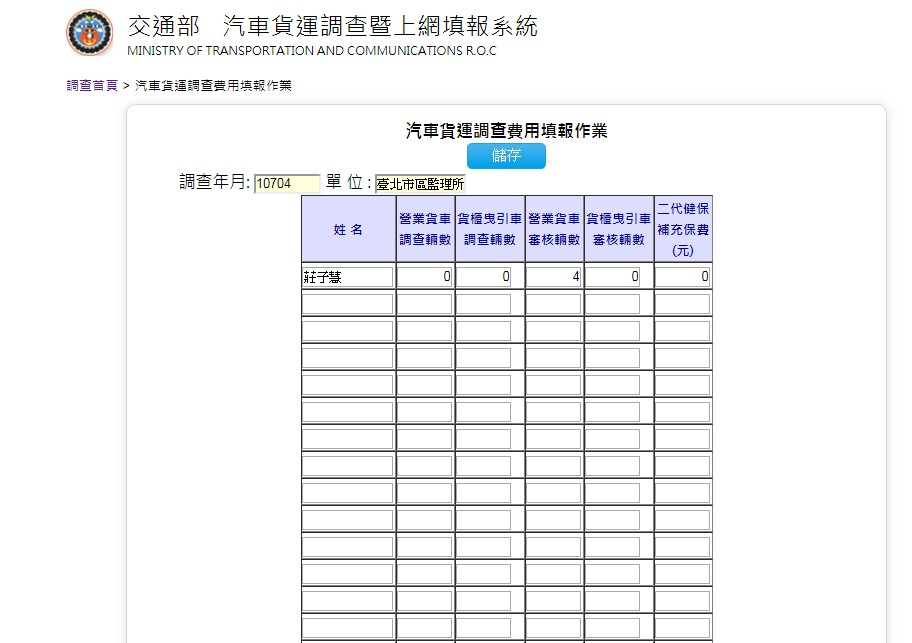 交通部 汽車貨運調查暨上網填報系統
MINISTRY OF TRANSPORTATION AND COMMUNICATIONS R.O.C
調查首頁 > 汽車貨運調查費用填報作業
汽車貨運調查費用填報作業
儲存
調查年月: 10704 單 位 : 臺北市區監理所
姓 名 營業貨車調查輛數 貨櫃曳引車調查輛數 營業貨車審核輛數 貨櫃曳引車審核輛數 二代健保補充保費(元)
莊子慧 0 0 4 0 0